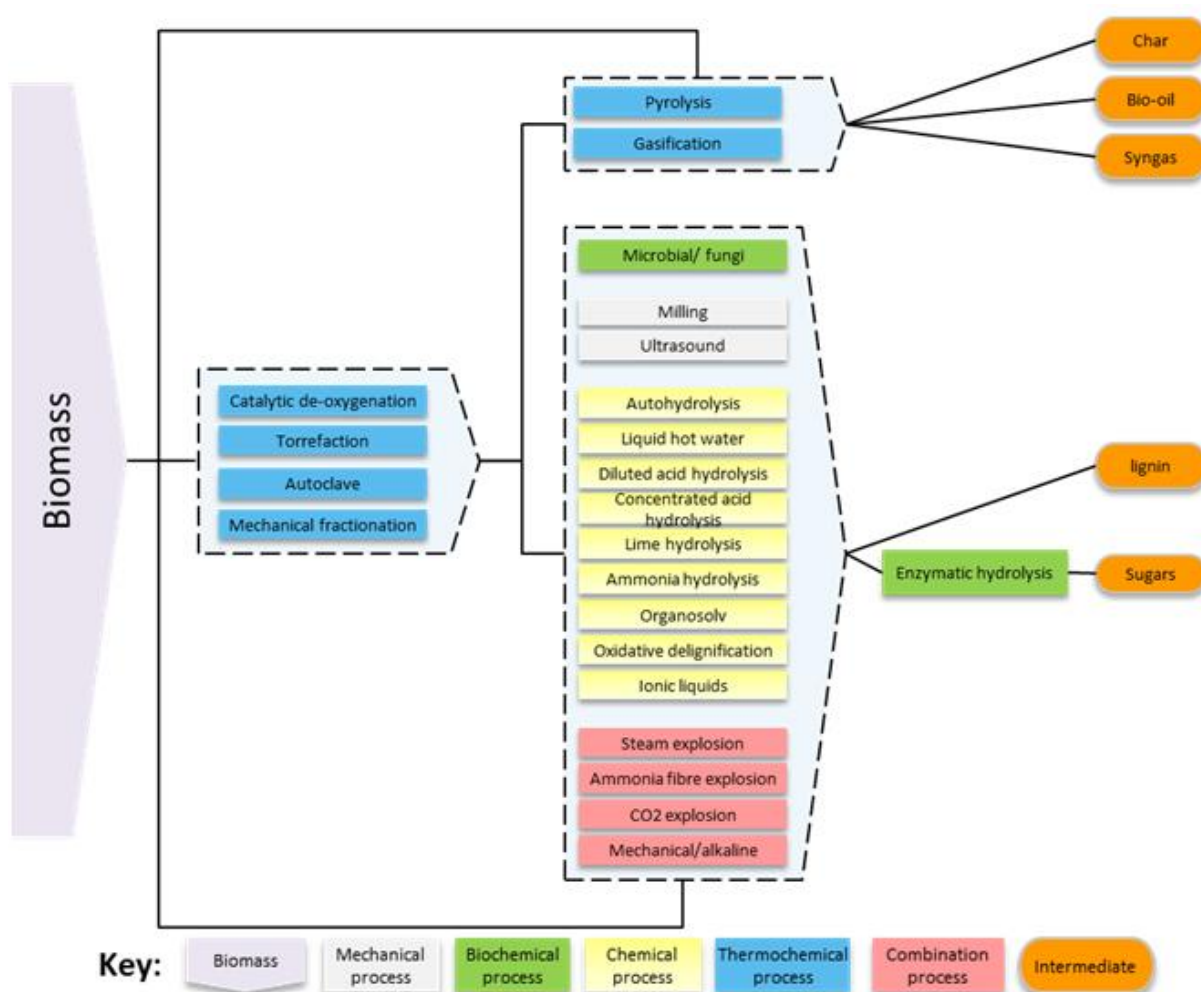 Biomass
Catalytic de-oxygenation
Torrefaction
Autoclave
Mechanical fractionation
Pyrolysis
Gasification
Microbial/ fungi
Milling
Ultrasound
Autohydrolysis
Liquid hot water
Diluted acid hydrolysis
Concentrated acid
hydrolysis
Lime hydrolysis
Ammonia hydrolysis
Organosolv
Oxidative delignification
Ionic liquids
Steam explosion
Ammonia fibre explosion
CO2 explosion
Mechanical/alkaline
Enzymatic hydrolysis
Char
Bio-oil
Syngas
lignin
Sugars
Key:
Biomass
Mechanical
process
Biochemical
process
Chemical
process
Thermochemical
process
Combination
process
Intermediate